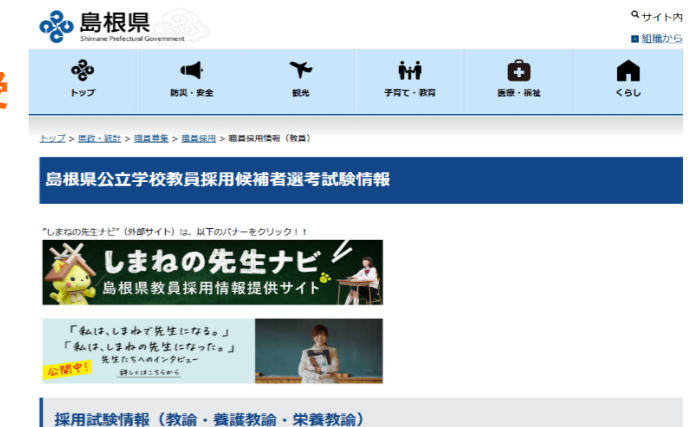 島根県
Shimane Prefectural Government
サイト内
組織から
トップ
防災・安全
観光
子育て・教育
医療・福祉
くらし
トップ > 県政・統計 > 職員募集 > 職員採用 > 職員採用情報（教員）
島根県公立学校教員採用候補者選考試験情報
"しまねの先生ナビ"（外部サイト）は、以下のバナーをクリック！！
しまねの先生ナビ
島根県教員採用情報提供サイト
「私は、しまねで先生になる。」
「私は、しまねの先生になった。」
先生たちへのインタビュー
公開中！
詳しくはこちらから
採用試験情報（教諭・養護教諭・栄養教諭）